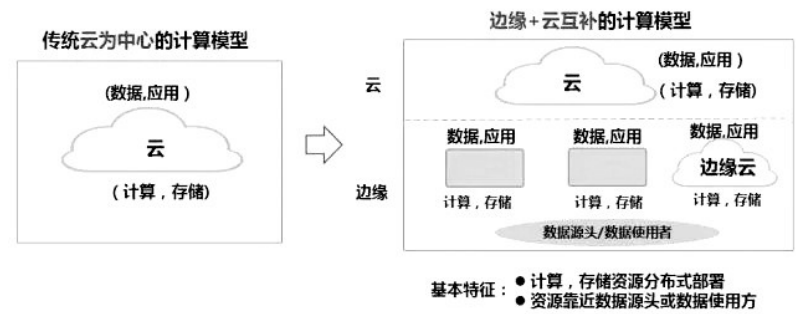 传统云为中心的计算模型
(数据,应用 )
云
( 计算，存储)
边缘+云互补的计算模型
云
(数据,应用 )
云
( 计算，存储)
边缘
数据,应用
数据,应用
数据,应用
边缘云
计算，存储
计算，存储
计算，存储
数据源头/数据使用者
基本特征： ● 计算，存储资源分布式部署
● 资源靠近数据源头或数据使用方